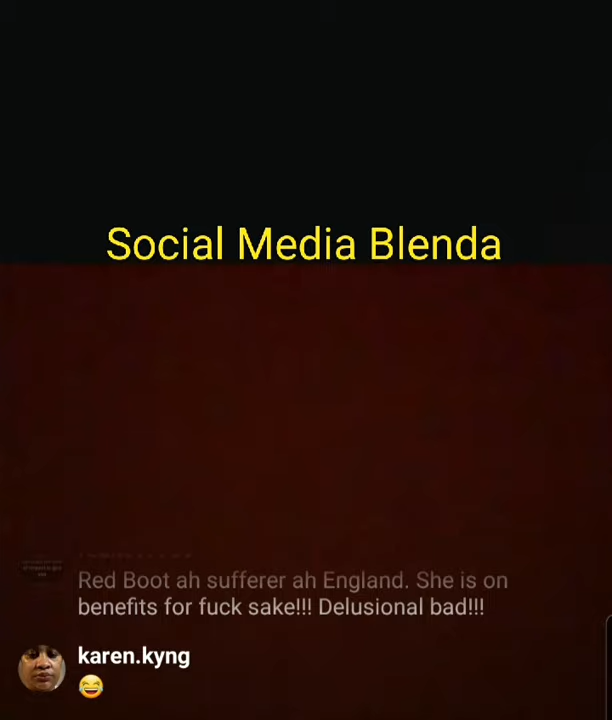 Social Media Blenda
Red Boot ah sufferer ah England. She is on
benefits for fuck sake!!! Delusional bad!!!
karen.kyng
😂